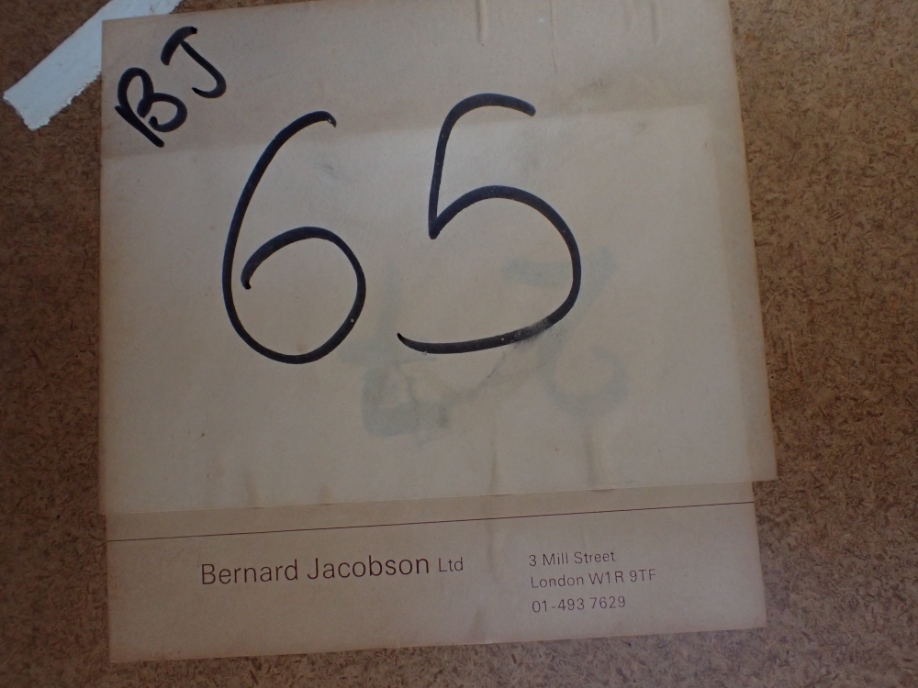 BJ
65
Bernard Jacobson Ltd
3 Mill Street
London W1R 9TF
01-493 7629